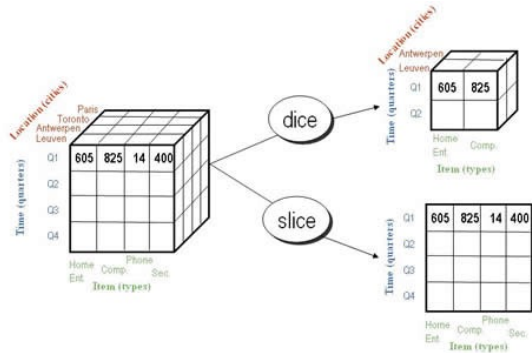 Location (cities)
Paris
Toronto
Antwerpen
Leuven
Time (quarters)
Q1
Q2
Q3
Q4
605 825 14 400
Home Ent.
Comp.
Phone
Sec.
Item (types)
dice
Location (cities)
Antwerpen
Leuven
Time (quarters)
Q1
Q2
605 825
Home
Ent.
Comp.
Item (types)
slice
Time (quarters)
Q1
Q2
Q3
Q4
605 825 14 400
Home
Ent.
Comp.
Phone
Sec.
Item (types)